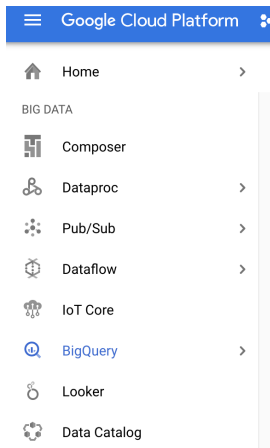 Google Cloud Platform
Home
BIG DATA
Composer
Dataproc
Pub/Sub
Dataflow
IoT Core
BigQuery
Looker
Data Catalog